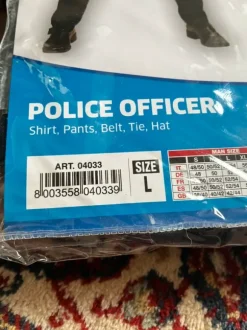 POLICE OFFICER
Shirt, Pants, Belt, Tie, Hat
ART. 04033
8 003558 040339
SIZE
L
MAN SIZE
S
IT
DE
FR
ES
GB